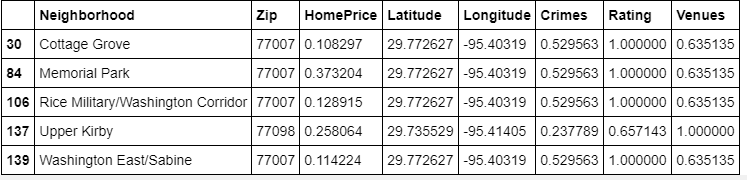 Neighborhood Zip HomePrice Latitude Longitude Crimes Rating Venues
30 Cottage Grove 77007 0.108297 29.772627 -95.40319 0.529563 1.000000 0.635135
84 Memorial Park 77007 0.373204 29.772627 -95.40319 0.529563 1.000000 0.635135
106 Rice Military/Washington Corridor 77007 0.128915 29.772627 -95.40319 0.529563 1.000000 0.635135
137 Upper Kirby 77098 0.258064 29.735529 -95.41405 0.237789 0.657143 1.000000
139 Washington East/Sabine 77007 0.114224 29.772627 -95.40319 0.529563 1.000000 0.635135